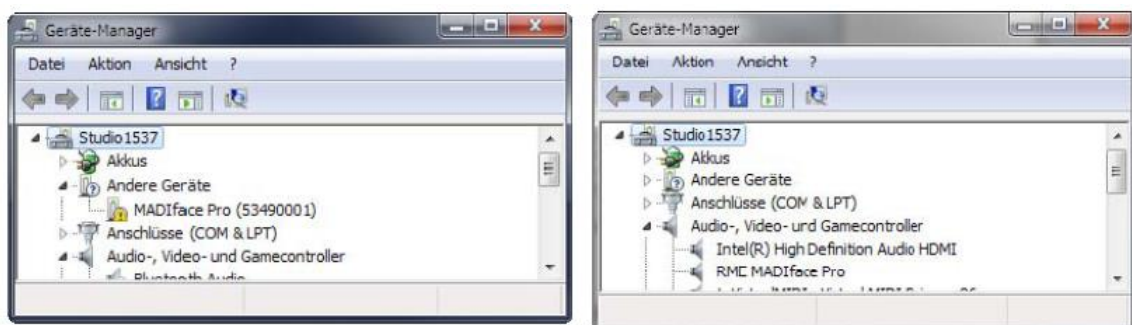 Geräte-Manager
Datei Aktion Ansicht ?
Studio1537
Akkus
Andere Geräte
MADIface Pro (53490001)
Anschlüsse (COM & LPT)
Audio-, Video- und Gamecontroller
Bluetooth Audio
Geräte-Manager
Datei Aktion Ansicht ?
Studio1537
Akkus
Andere Geräte
Anschlüsse (COM & LPT)
Audio-, Video- und Gamecontroller
Intel(R) High Definition Audio HDMI
RME MADIface Pro